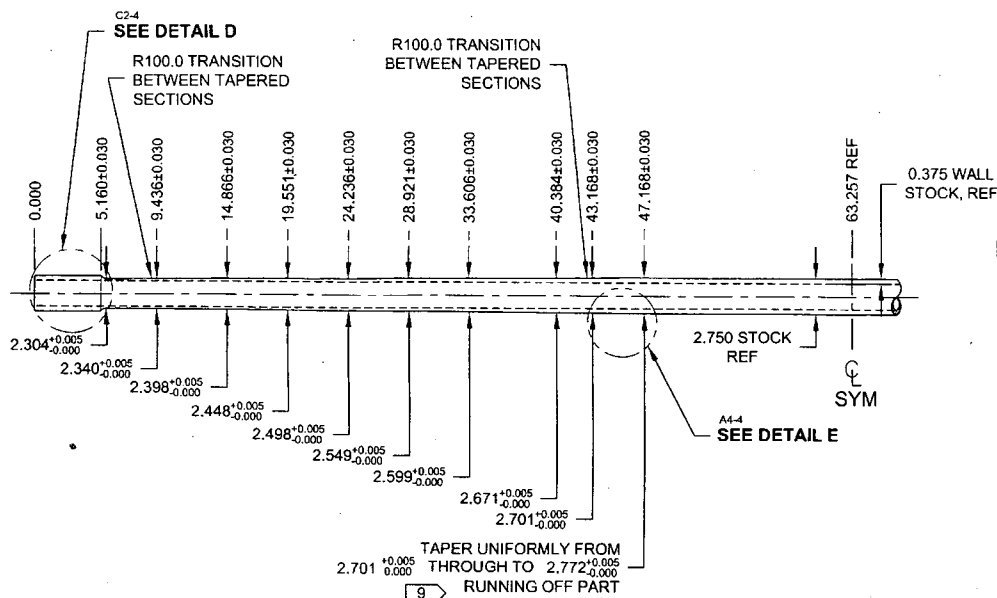 C2-4
SEE DETAIL D
R100.0 TRANSITION
BETWEEN TAPERED
SECTIONS
R100.0 TRANSITION
BETWEEN TAPERED
SECTIONS
0.000
5.160±0.030
9.436±0.030
14.866±0.030
19.551±0.030
24.236±0.030
28.921±0.030
33.606±0.030
40.384±0.030
43.168±0.030
47.168±0.030
63.257 REF
0.375 WALL
STOCK, REF
2.304 +0.005 -0.000
2.340 +0.005 -0.000
2.398 +0.005 -0.000
2.448 +0.005 -0.000
2.498 +0.005 -0.000
2.549 +0.005 -0.000
2.599 +0.005 -0.000
2.671 +0.005 -0.000
2.701 +0.005 -0.000
2.750 STOCK
REF
℄
SYM
A4-4
SEE DETAIL E
TAPER UNIFORMLY FROM
2.701 +0.005 0.000 THROUGH TO 2.772 +0.005 -0.000
9 RUNNING OFF PART